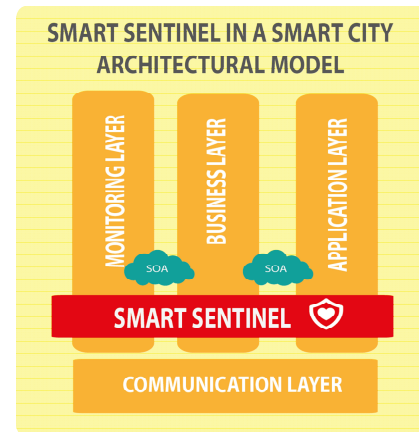 SMART SENTINEL IN A SMART CITY
ARCHITECTURAL MODEL
MONITORING LAYER
BUSINESS LAYER
APPLICATION LAYER
SOA
SOA
SMART SENTINEL
COMMUNICATION LAYER